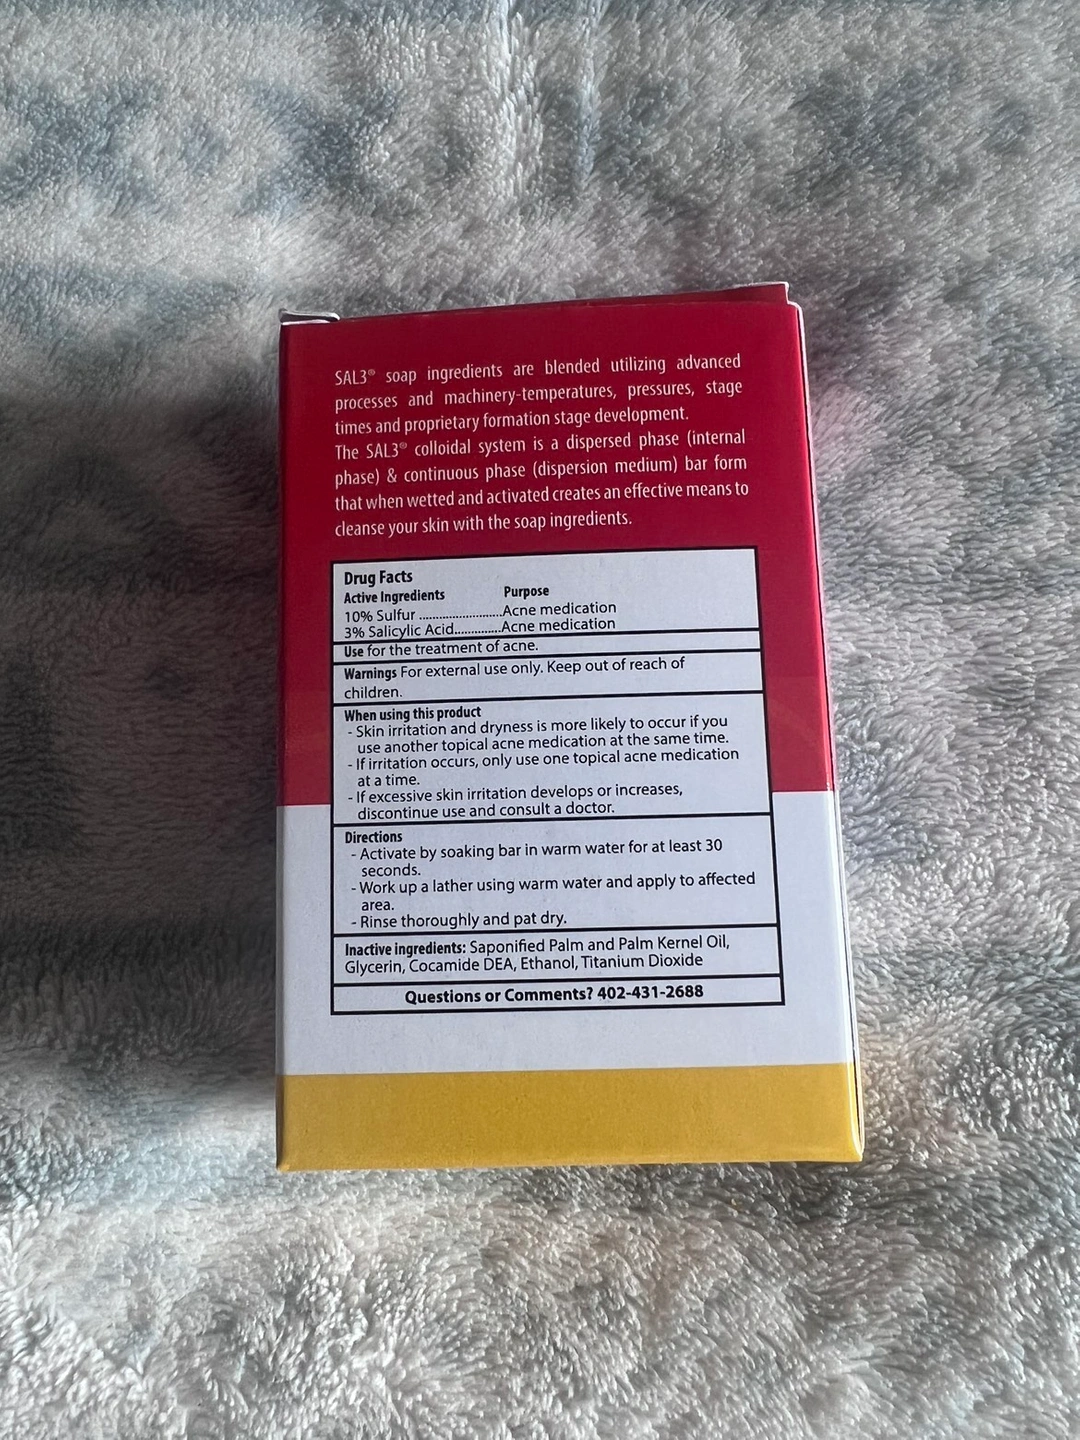 SAL3® soap ingredients are blended utilizing advanced
processes and machinery-temperatures, pressures, stage
times and proprietary formation stage development.
The SAL3® colloidal system is a dispersed phase (internal
phase) & continuous phase (dispersion medium) bar form
that when wetted and activated creates an effective means to
cleanse your skin with the soap ingredients.
Drug Facts
Active Ingredients Purpose
10% Sulfur ..........................Acne medication
3% Salicylic Acid..............Acne medication
Use for the treatment of acne.
Warnings For external use only. Keep out of reach of
children.
When using this product
- Skin irritation and dryness is more likely to occur if you
use another topical acne medication at the same time.
- If irritation occurs, only use one topical acne medication
at a time.
- If excessive skin irritation develops or increases,
discontinue use and consult a doctor.
Directions
- Activate by soaking bar in warm water for at least 30
seconds.
- Work up a lather using warm water and apply to affected
area.
- Rinse thoroughly and pat dry.
Inactive ingredients: Saponified Palm and Palm Kernel Oil,
Glycerin, Cocamide DEA, Ethanol, Titanium Dioxide
Questions or Comments? 402-431-2688